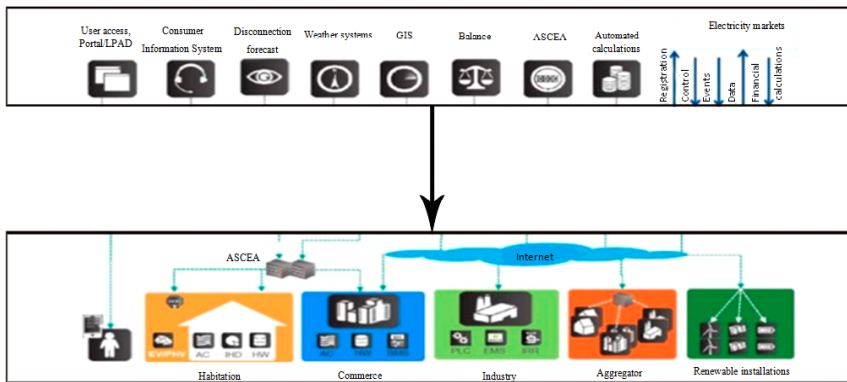 User access,
Portal/LPAD
Consumer
Information System
Disconnection
forecast
Weather systems
GIS
Balance
ASCEA
Automated
calculations
Electricity markets
Registration
Control
Events
Data
Financial
calculations
ASCEA
Internet
EV/PHV
AC
IHD
HW
AC
HW
BMS
PLC
EMS
IRR
Habitation
Commerce
Industry
Aggregator
Renewable installations